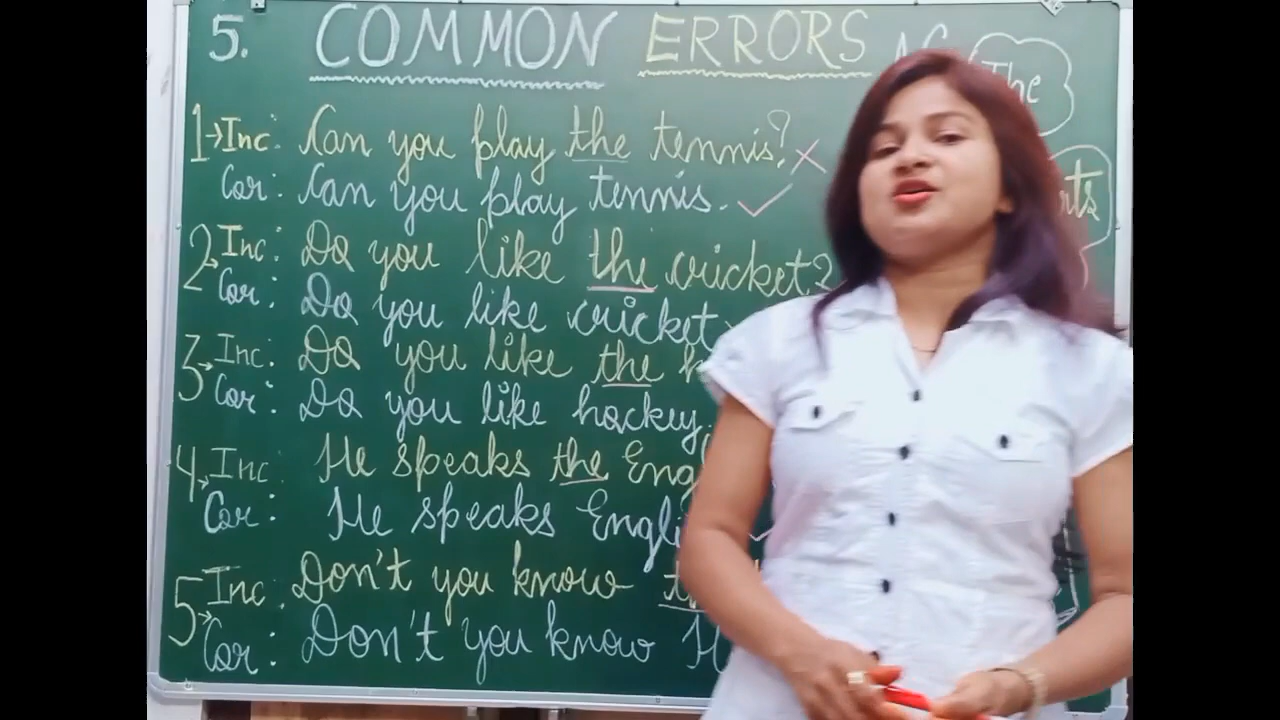 5. COMMON ERRORS
The
1→ Inc: Can you play the tennis? ×
Cor: Can you play tennis. ✓
2→ Inc: Do you like the cricket?
Cor: Do you like cricket
3→ Inc: Do you like the
Cor: Do you like hockey.
4→ Inc: He speaks the
Cor: He speaks
5→ Inc: Don't you know
Cor: Don't you know